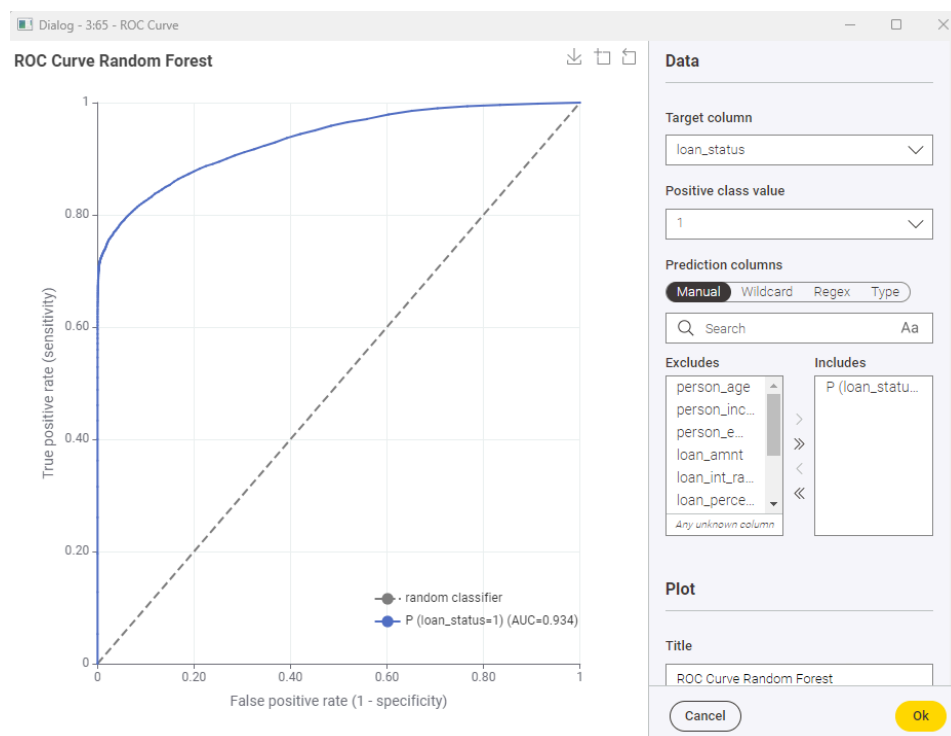 Dialog - 3:65 - ROC Curve
ROC Curve Random Forest
1
0.80
0.60
0.40
0.20
0
0
0.20
0.40
0.60
0.80
1
True positive rate (sensitivity)
False positive rate (1 - specificity)
random classifier
P (loan_status=1) (AUC=0.934)
Data
Target column
loan_status
Positive class value
1
Prediction columns
Manual Wildcard Regex Type
Search Aa
Excludes
person_age
person_inc...
person_e...
loan_amnt
loan_int_ra...
loan_perce...
Any unknown column
Includes
P (loan_statu...
Plot
Title
ROC Curve Random Forest
Cancel Ok